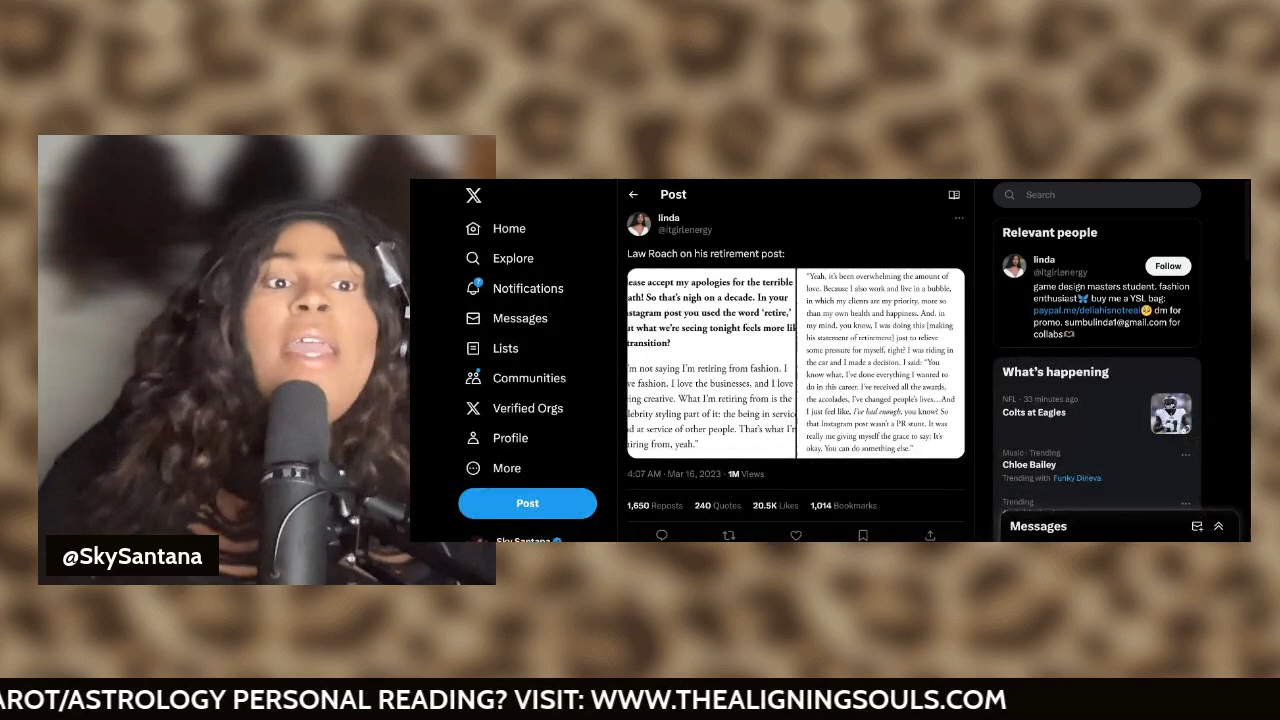 @SkySantana
Home
Explore
Notifications
Messages
Lists
Communities
Verified Orgs
Profile
More
Post
Sky Santana
Post
linda
@itgirlenergy
Law Roach on his retirement post:
ease accept my apologies for the terrible
ath! So that's nigh on a decade. In your
stagram post you used the word 'retire,'
ut what we're seeing tonight feels more lik
transition?
'm not saying I'm retiring from fashion. I
ve fashion. I love the businesses, and I love
eing creative. What I'm retiring from is the
lebrity styling part of it: the being in service
d at service of other people. That's what I'm
tiring from, yeah."
"Yeah, it's been overwhelming the amount of
love. Because I also work and live in a bubble,
in which my clients are my priority, more so
than my own health and happiness. And, in
my mind, you know, I was doing this [making
his statement of retirement] just to relieve
some pressure for myself, right? I was riding in
the car and I made a decision. I said: "You
know what, I've done everything I wanted to
do in this career. I've received all the awards,
the accolades, I've changed people's lives…And
I just feel like, I've had enough, you know? So
that Instagram post wasn't a PR stunt. It was
really me giving myself the grace to say: It's
okay. You can do something else."
4:07 AM · Mar 16, 2023 · 1M Views
1,650 Reposts 240 Quotes 20.5K Likes 1,014 Bookmarks
Search
Relevant people
linda
@itgirlenergy
Follow
game design masters student. fashion
enthusiast🦋 buy me a YSL bag:
paypal.me/deliahisnotreal🥺 dm for
promo. sumbulinda1@gmail.com for
collabs🫶🏾
What's happening
NFL · 33 minutes ago
Colts at Eagles
Music · Trending
Chloe Bailey
Trending with Funky Dineva
Trending
Messages
AROT/ASTROLOGY PERSONAL READING? VISIT: WWW.THEALIGNINGSOULS.COM